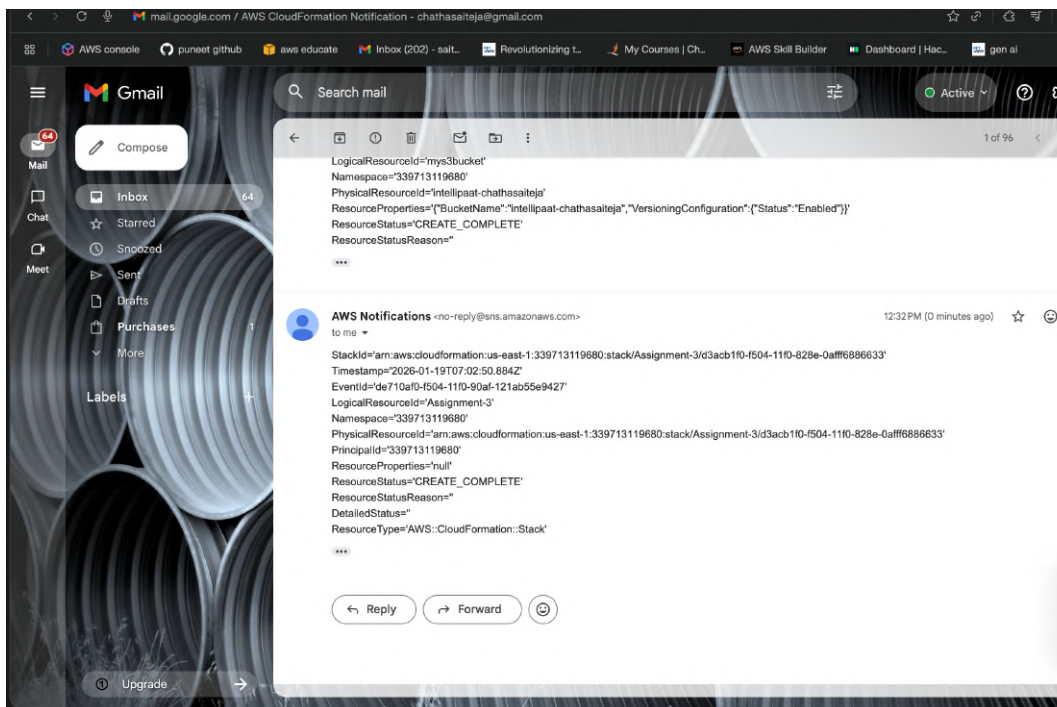 mail.google.com / AWS CloudFormation Notification - chathasaiteja@gmail.com
AWS console puneet github aws educate Inbox (202) - sait... Revolutionizing t... My Courses | Ch... AWS Skill Builder Dashboard | Hac... gen ai
Gmail
Search mail
Active
64
Mail
Chat
Meet
Compose
Inbox 64
Starred
Snoozed
Sent
Drafts
Purchases 1
More
Labels +
Upgrade
1 of 96
LogicalResourceId='mys3bucket'
Namespace='339713119680'
PhysicalResourceId='intellipaat-chathasaiteja'
ResourceProperties='{"BucketName":"intellipaat-chathasaiteja","VersioningConfiguration":{"Status":"Enabled"}}'
ResourceStatus='CREATE_COMPLETE'
ResourceStatusReason=''
AWS Notifications <no-reply@sns.amazonaws.com> 12:32 PM (0 minutes ago)
to me
StackId='arn:aws:cloudformation:us-east-1:339713119680:stack/Assignment-3/d3acb1f0-f504-11f0-828e-0afff6886633'
Timestamp='2026-01-19T07:02:50.884Z'
EventId='de710af0-f504-11f0-90af-121ab55e9427'
LogicalResourceId='Assignment-3'
Namespace='339713119680'
PhysicalResourceId='arn:aws:cloudformation:us-east-1:339713119680:stack/Assignment-3/d3acb1f0-f504-11f0-828e-0afff6886633'
PrincipalId='339713119680'
ResourceProperties='null'
ResourceStatus='CREATE_COMPLETE'
ResourceStatusReason=''
DetailedStatus=''
ResourceType='AWS::CloudFormation::Stack'
Reply Forward